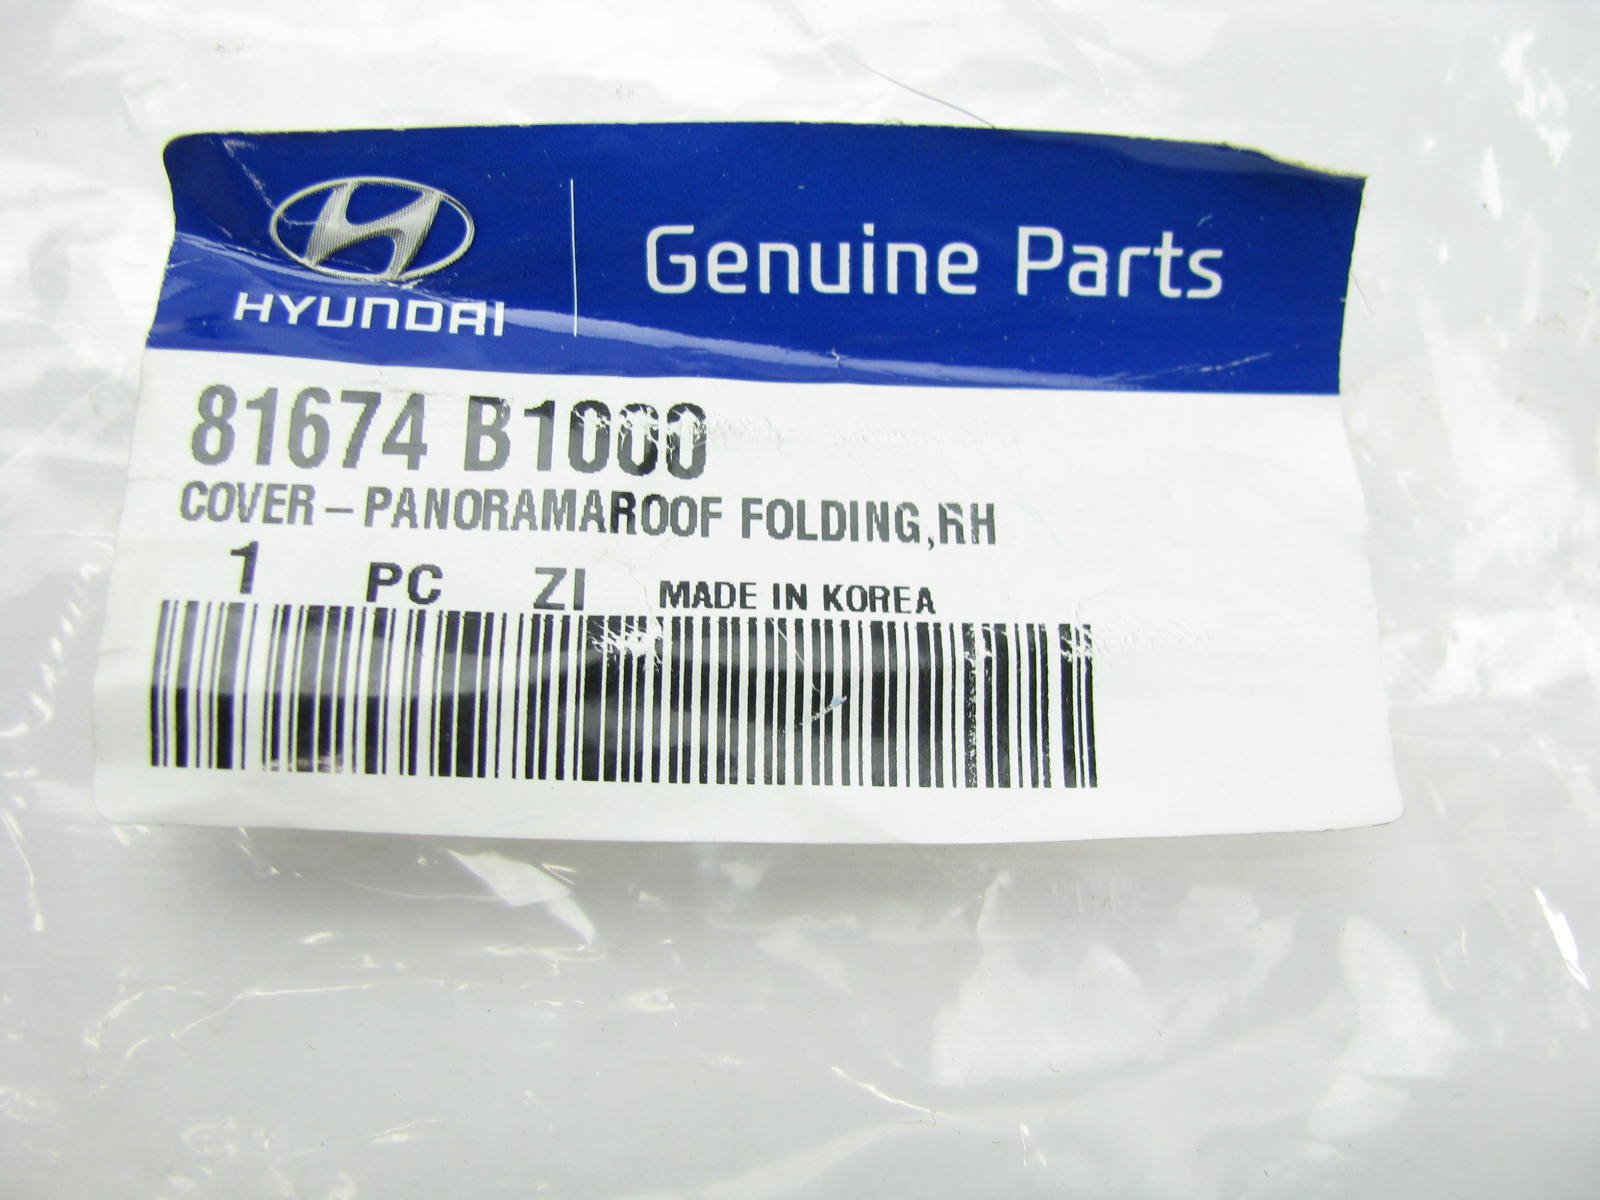 HYUNDAI
Genuine Parts
81674 B1000
COVER-PANORAMAROOF FOLDING,RH
1 PC ZI MADE IN KOREA